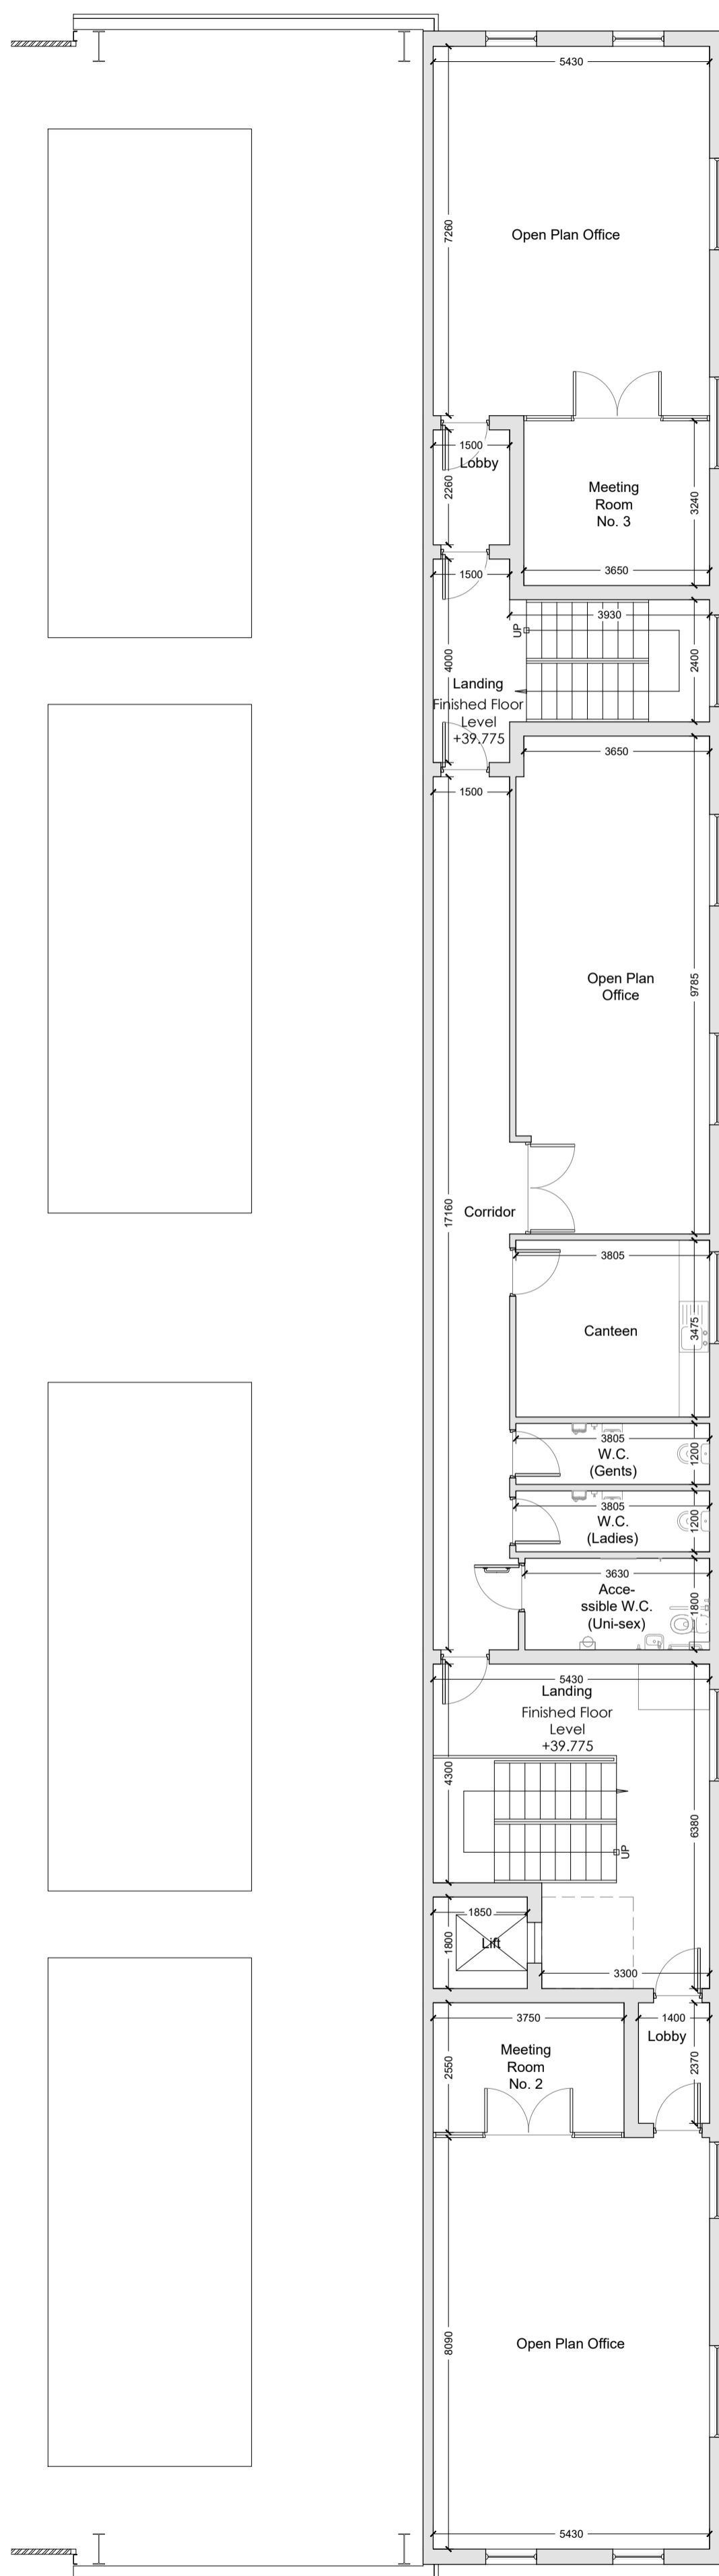 5430
7260
Open Plan Office
1500
Lobby
2260
Meeting
Room
No. 3
3240
3650
1500
3930
UP
2400
4000
Landing
Finished Floor
Level
+39.775
3650
1500
Open Plan
Office
9785
17160
Corridor
3805
Canteen
3475
3805
W.C.
(Gents)
1200
3805
W.C.
(Ladies)
1200
3630
Acce-
ssible W.C.
(Uni-sex)
1800
5430
Landing
Finished Floor
Level
+39.775
4300
6380
UP
1850
1800
Lift
3300
3750
1400
Lobby
2550
Meeting
Room
No. 2
2370
8090
Open Plan Office
5430